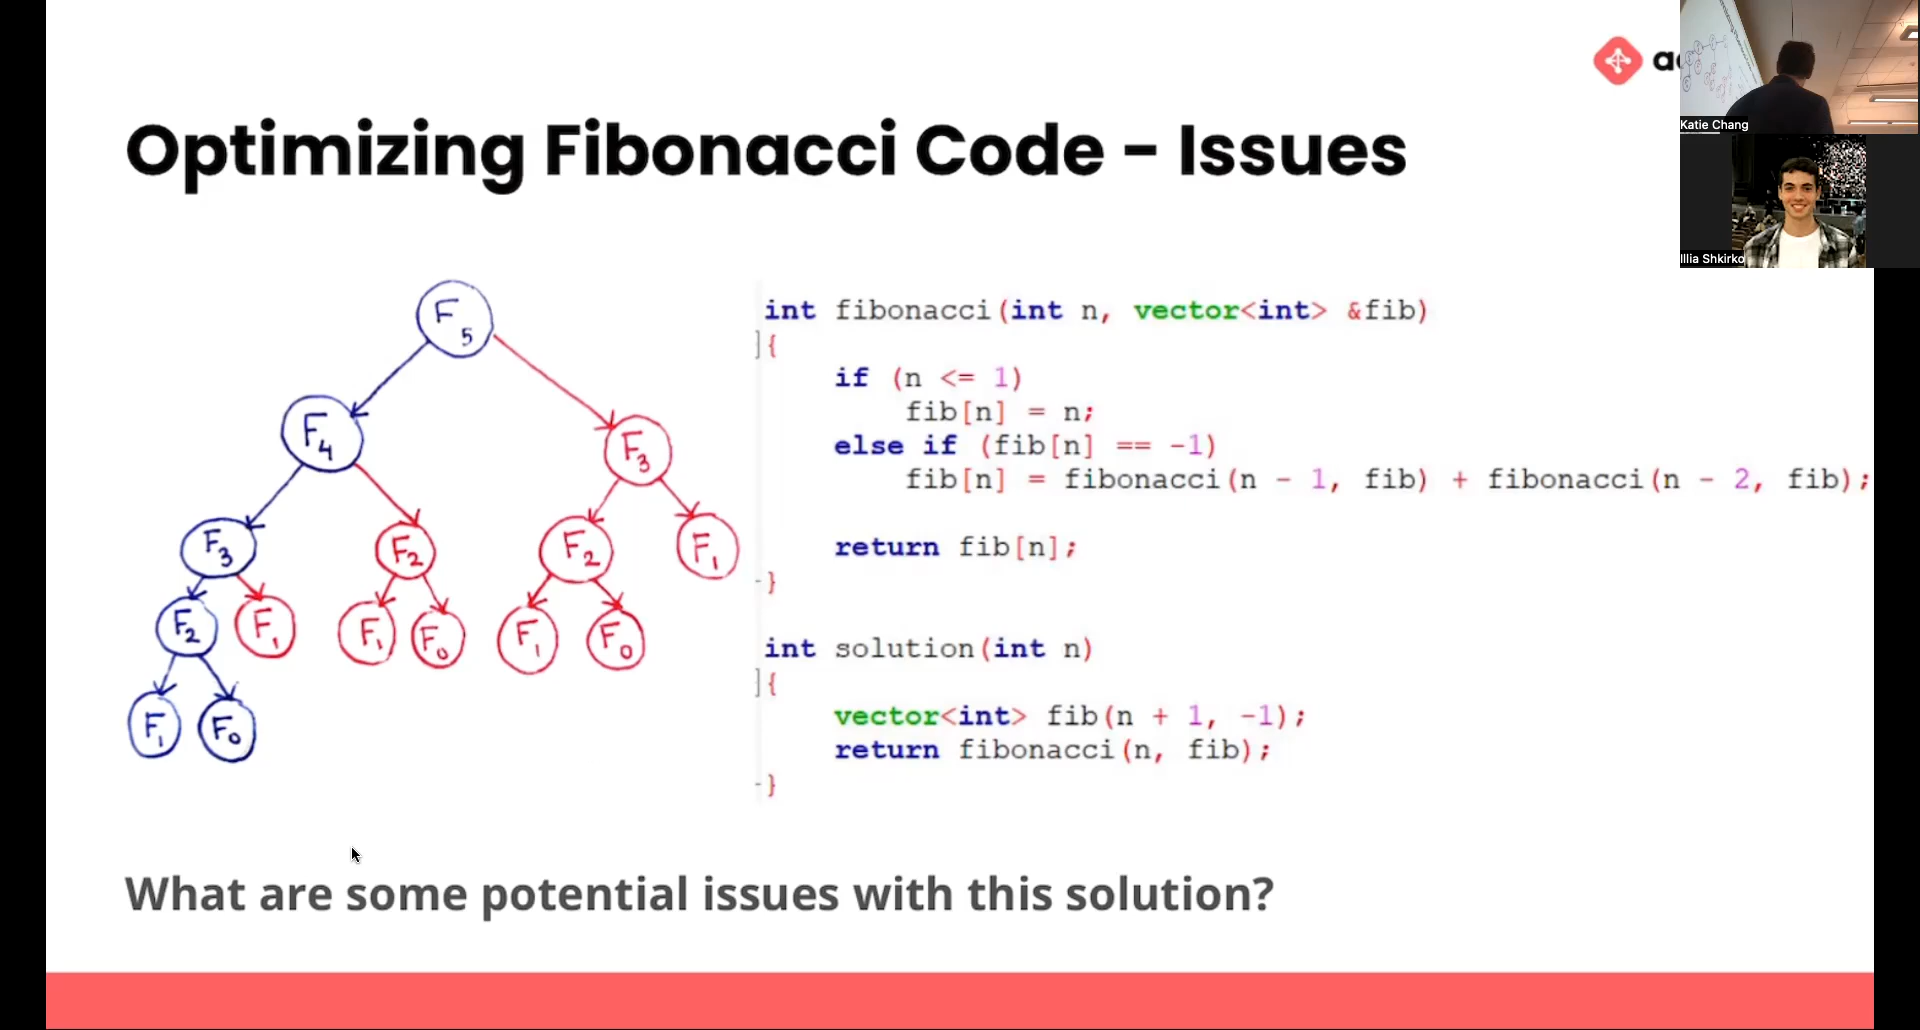 ac
Katie Chang
Illia Shkirko
Optimizing Fibonacci Code - Issues
F5
F4
F3
F3
F2
F2
F1
F2
F1
F1
F0
F1
F0
F1
F0
int fibonacci(int n, vector<int> &fib)
{
if (n <= 1)
fib[n] = n;
else if (fib[n] == -1)
fib[n] = fibonacci(n - 1, fib) + fibonacci(n - 2, fib);
return fib[n];
}
int solution(int n)
{
vector<int> fib(n + 1, -1);
return fibonacci(n, fib);
}
What are some potential issues with this solution?